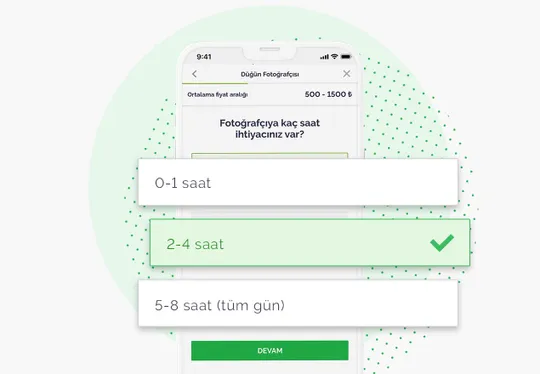 9:41
Düğün Fotoğrafçısı
Ortalama fiyat aralığı 500 - 1500 ₺
Fotoğrafçıya kaç saat
ihtiyacınız var?
0-1 saat
2-4 saat
5-8 saat (tüm gün)
DEVAM